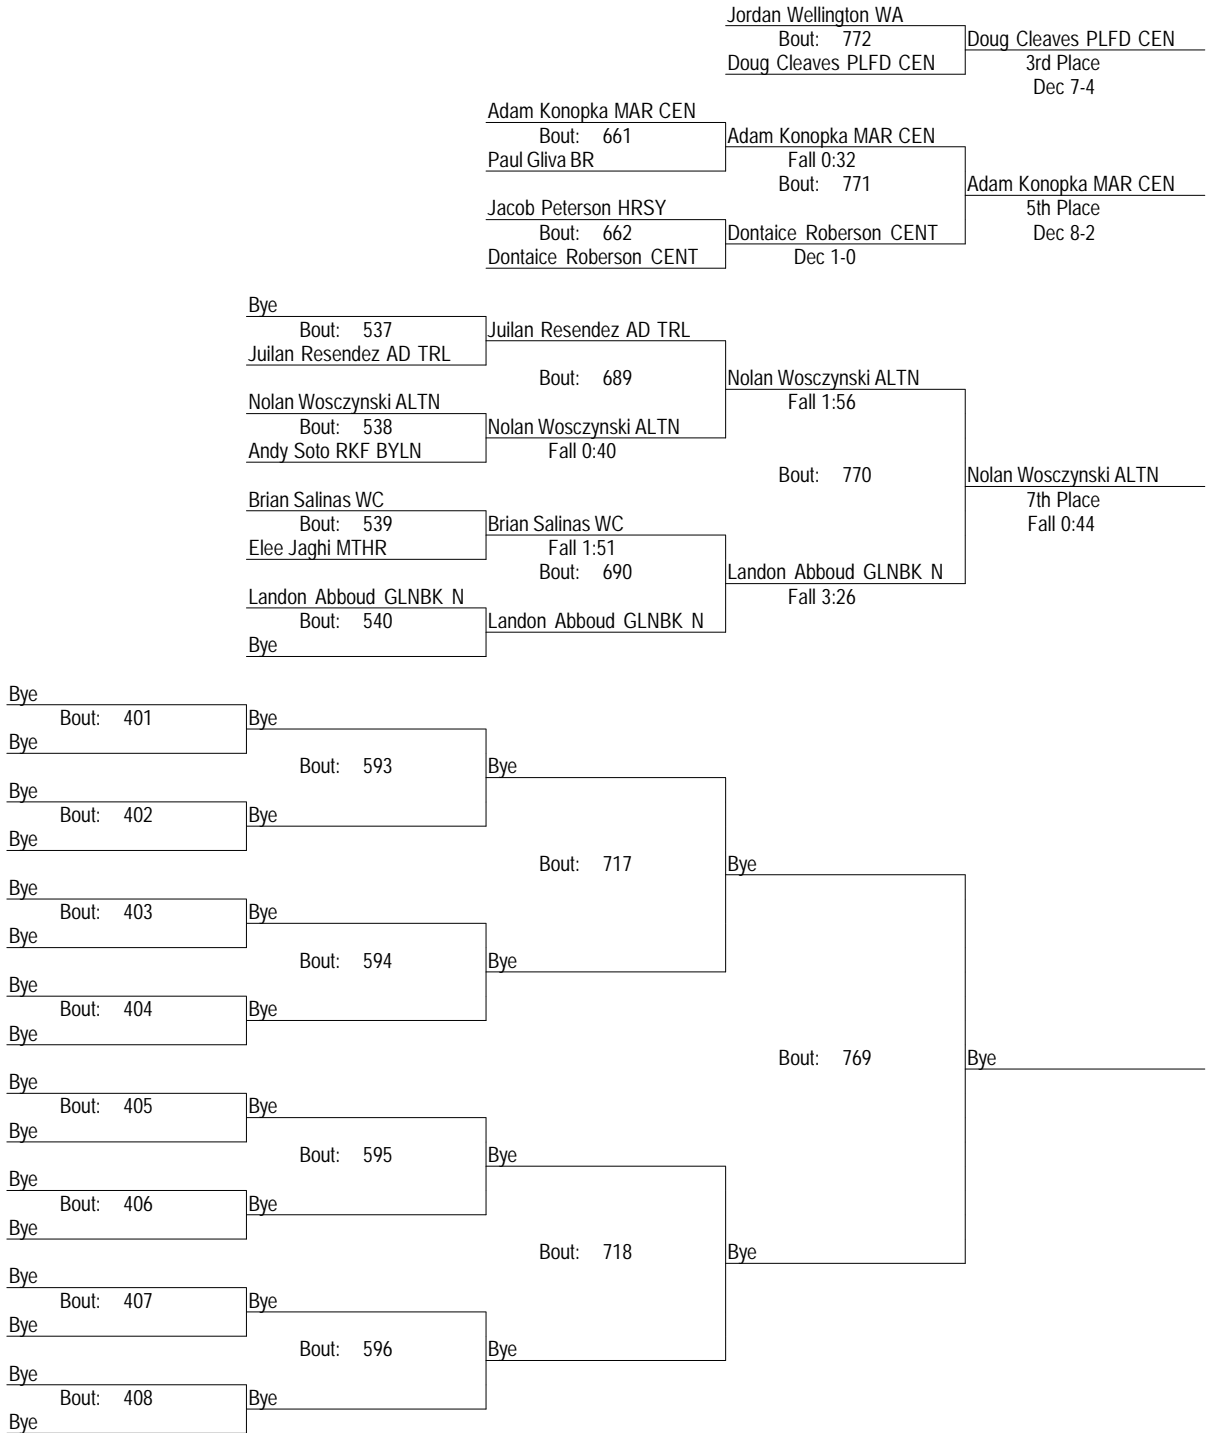 Jordan Wellington WA
Bout: 772
Doug Cleaves PLFD CEN
Doug Cleaves PLFD CEN
3rd Place
Dec 7-4
Adam Konopka MAR CEN
Bout: 661
Paul Gliva BR
Adam Konopka MAR CEN
Fall 0:32
Bout: 771
Jacob Peterson HRSY
Bout: 662
Dontaice Roberson CENT
Dontaice Roberson CENT
Dec 1-0
Adam Konopka MAR CEN
5th Place
Dec 8-2
Bye
Bout: 537
Juilan Resendez AD TRL
Juilan Resendez AD TRL
Bout: 689
Nolan Wosczynski ALTN
Bout: 538
Andy Soto RKF BYLN
Nolan Wosczynski ALTN
Fall 0:40
Nolan Wosczynski ALTN
Fall 1:56
Bout: 770
Brian Salinas WC
Bout: 539
Elee Jaghi MTHR
Brian Salinas WC
Fall 1:51
Bout: 690
Landon Abboud GLNBK N
Bout: 540
Bye
Landon Abboud GLNBK N
Landon Abboud GLNBK N
Fall 3:26
Nolan Wosczynski ALTN
7th Place
Fall 0:44
Bye
Bout: 401
Bye
Bye
Bout: 593
Bye
Bout: 402
Bye
Bye
Bye
Bout: 717
Bye
Bout: 403
Bye
Bye
Bout: 594
Bye
Bout: 404
Bye
Bye
Bye
Bye
Bout: 769
Bye
Bye
Bout: 405
Bye
Bye
Bout: 595
Bye
Bout: 406
Bye
Bye
Bye
Bout: 718
Bye
Bye
Bout: 407
Bye
Bye
Bout: 596
Bye
Bout: 408
Bye
Bye
Bye